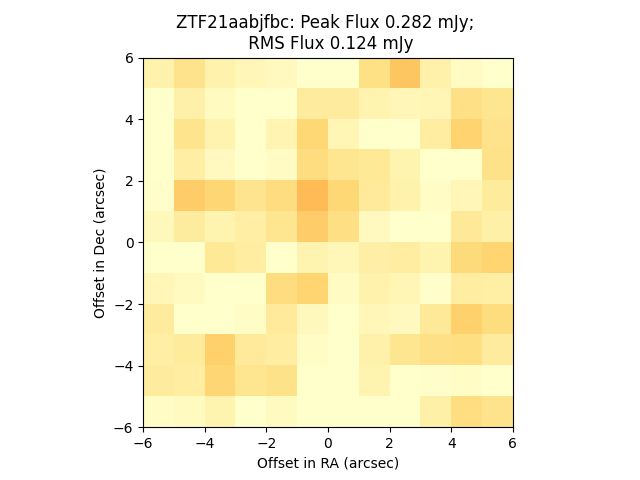 ZTF21aabjfbc: Peak Flux 0.282 mJy;
RMS Flux 0.124 mJy
6
4
2
0
−2
−4
−6
Offset in Dec (arcsec)
−6 −4 −2 0 2 4 6
Offset in RA (arcsec)